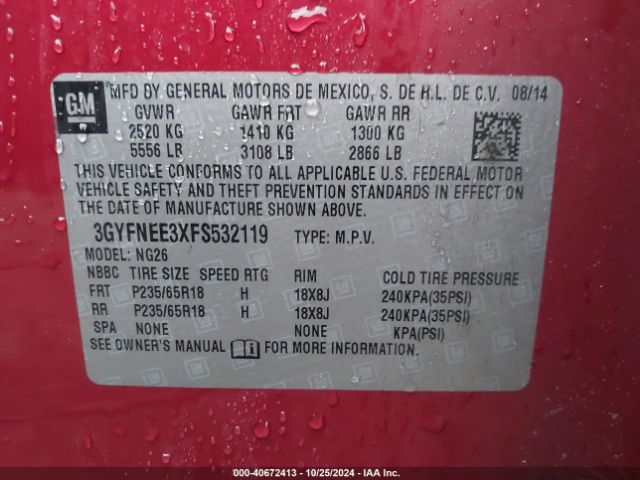 GM
MFD BY GENERAL MOTORS DE MEXICO, S. DE H.L. DE C.V. 08/14
GVWR GAWR FRT GAWR RR
2520 KG 1410 KG 1300 KG
5556 LB 3108 LB 2866 LB
THIS VEHICLE CONFORMS TO ALL APPLICABLE U.S. FEDERAL MOTOR
VEHICLE SAFETY AND THEFT PREVENTION STANDARDS IN EFFECT ON
THE DATE OF MANUFACTURE SHOWN ABOVE.
3GYFNEE3XFS532119 TYPE: M.P.V.
MODEL: NG26
NBBC TIRE SIZE SPEED RTG RIM COLD TIRE PRESSURE
FRT P235/65R18 H 18X8J 240KPA(35PSI)
RR P235/65R18 H 18X8J 240KPA(35PSI)
SPA NONE NONE KPA(PSI)
SEE OWNER'S MANUAL FOR MORE INFORMATION.
000-40672413 - 10/25/2024 - IAA Inc.